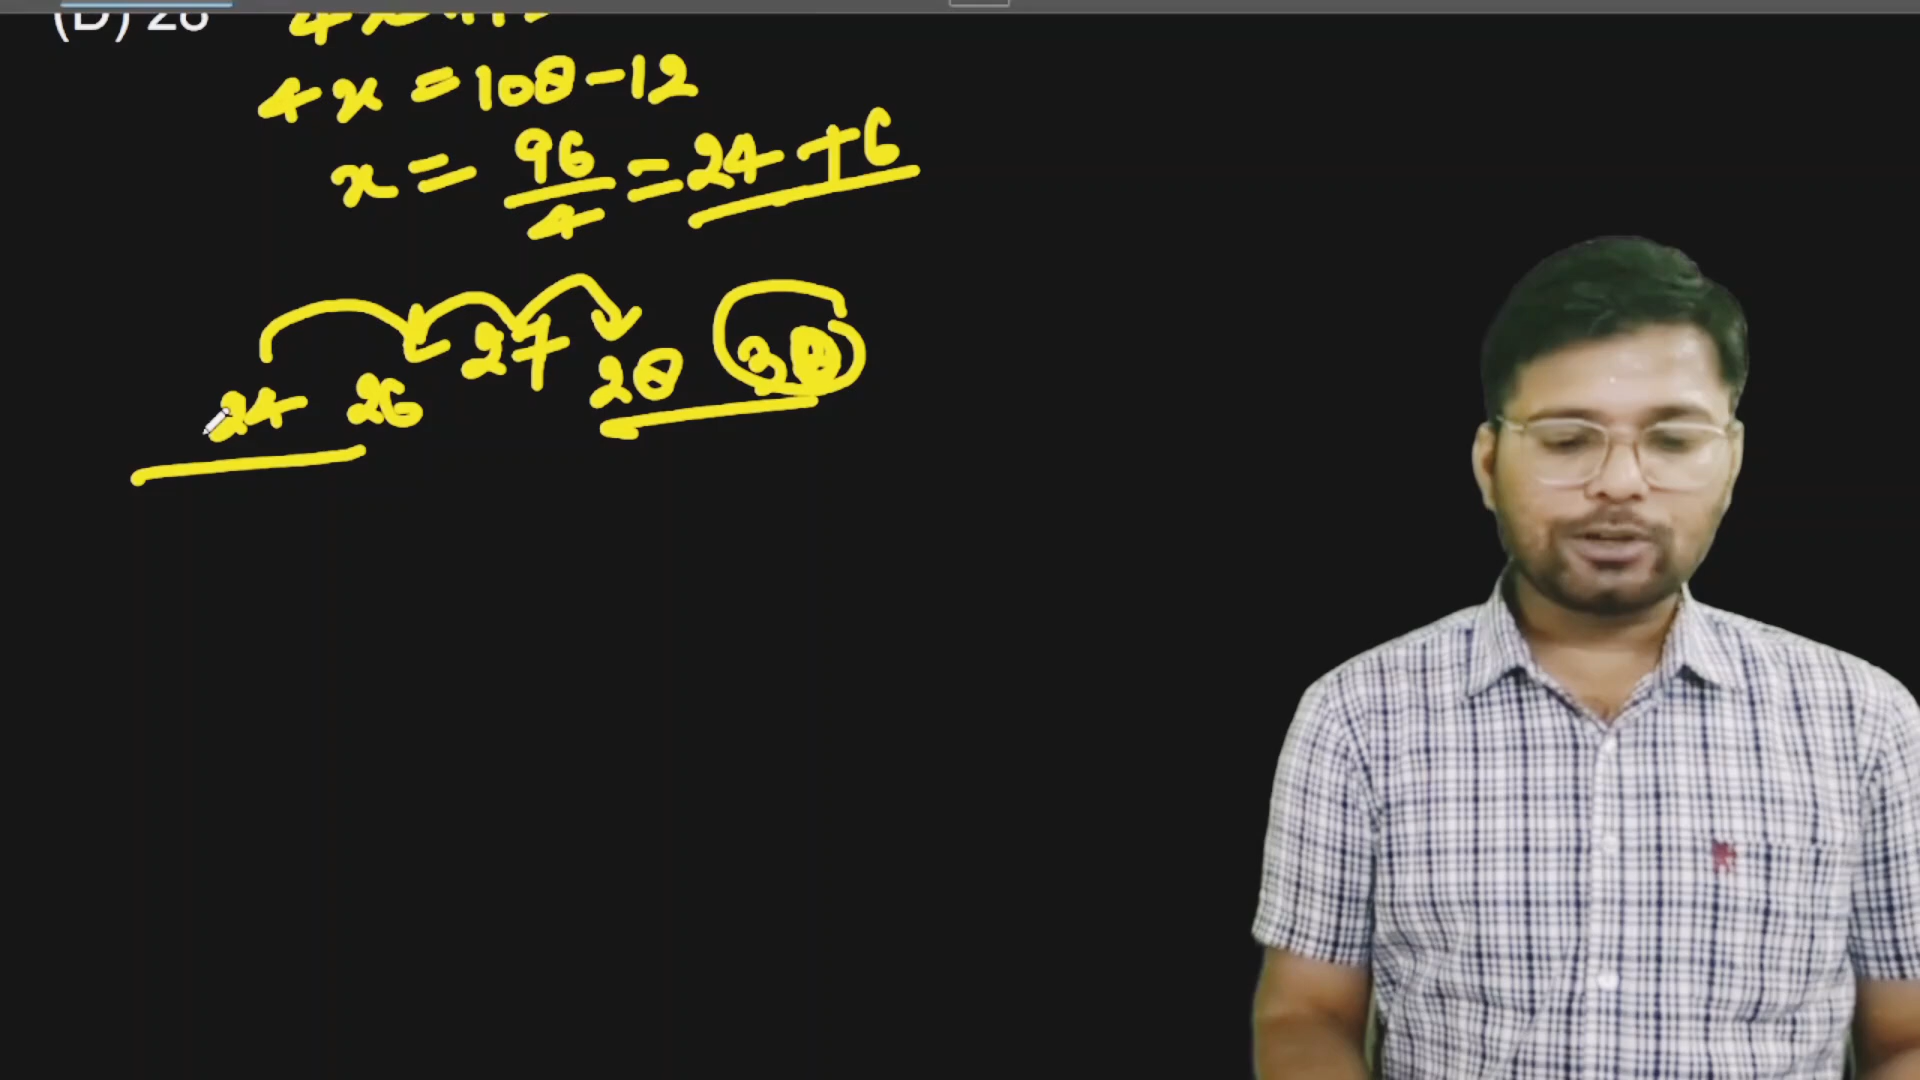 (D) 28
4x = 108 - 12
x = 96/4 = 24 + 6
24 26 27 28 30